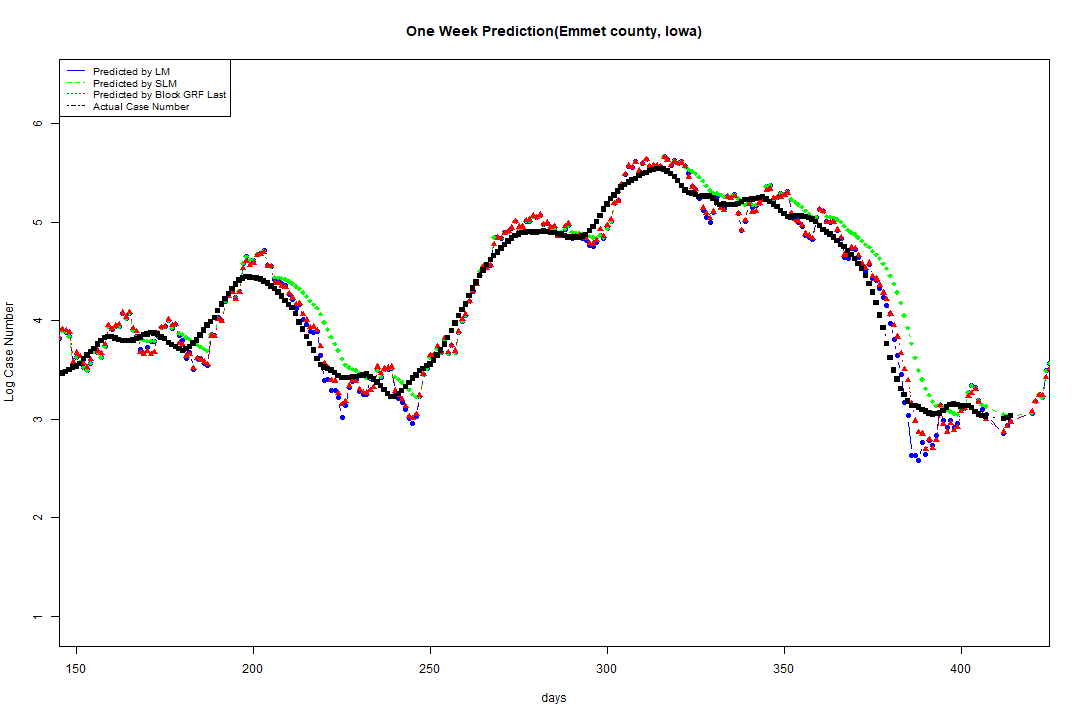 One Week Prediction(Emmet county, Iowa)
Predicted by LM
Predicted by SLM
Predicted by Block GRF Last
Actual Case Number
6
5
4
3
2
1
Log Case Number
150 200 250 300 350 400
days